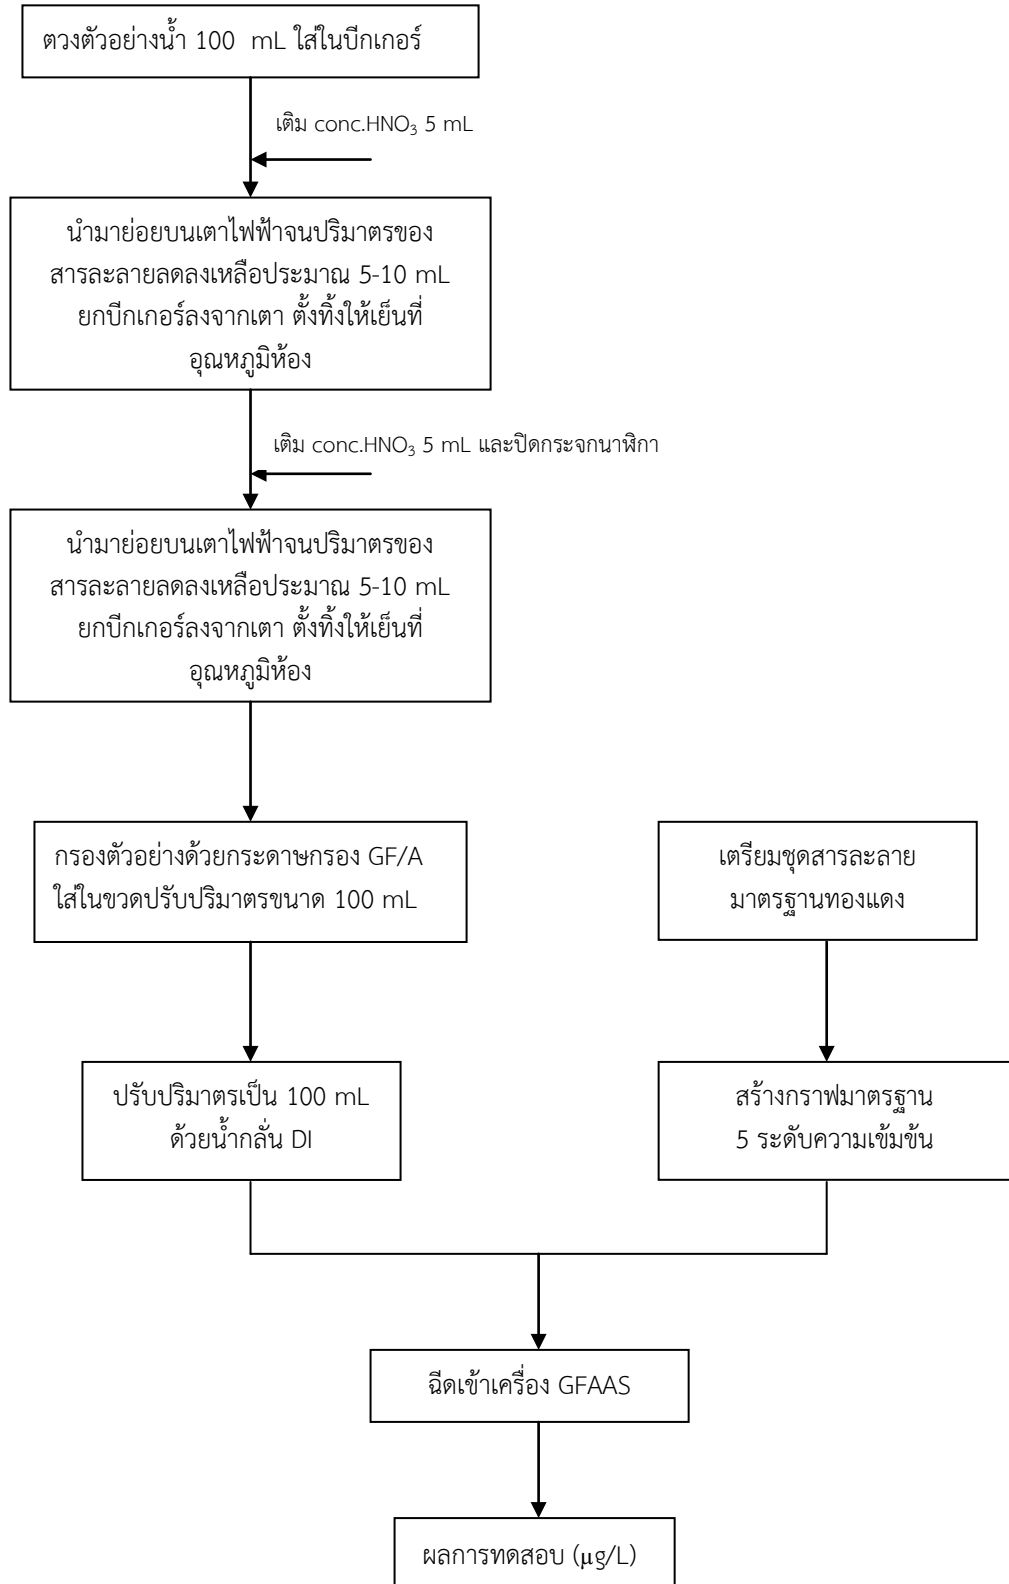 ตวงตัวอย่างน้ำ 100 mL ใส่ในบีกเกอร์
เติม conc.HNO₃ 5 mL
นำมาย่อยบนเตาไฟฟ้าจนปริมาตรของ
สารละลายลดลงเหลือประมาณ 5-10 mL
ยกบีกเกอร์ลงจากเตา ตั้งทิ้งให้เย็นที่
อุณหภูมิห้อง
เติม conc.HNO₃ 5 mL และปิดกระจกนาฬิกา
นำมาย่อยบนเตาไฟฟ้าจนปริมาตรของ
สารละลายลดลงเหลือประมาณ 5-10 mL
ยกบีกเกอร์ลงจากเตา ตั้งทิ้งให้เย็นที่
อุณหภูมิห้อง
กรองตัวอย่างด้วยกระดาษกรอง GF/A
ใส่ในขวดปรับปริมาตรขนาด 100 mL
ปรับปริมาตรเป็น 100 mL
ด้วยน้ำกลั่น DI
เตรียมชุดสารละลาย
มาตรฐานทองแดง
สร้างกราฟมาตรฐาน
5 ระดับความเข้มข้น
ฉีดเข้าเครื่อง GFAAS
ผลการทดสอบ (µg/L)